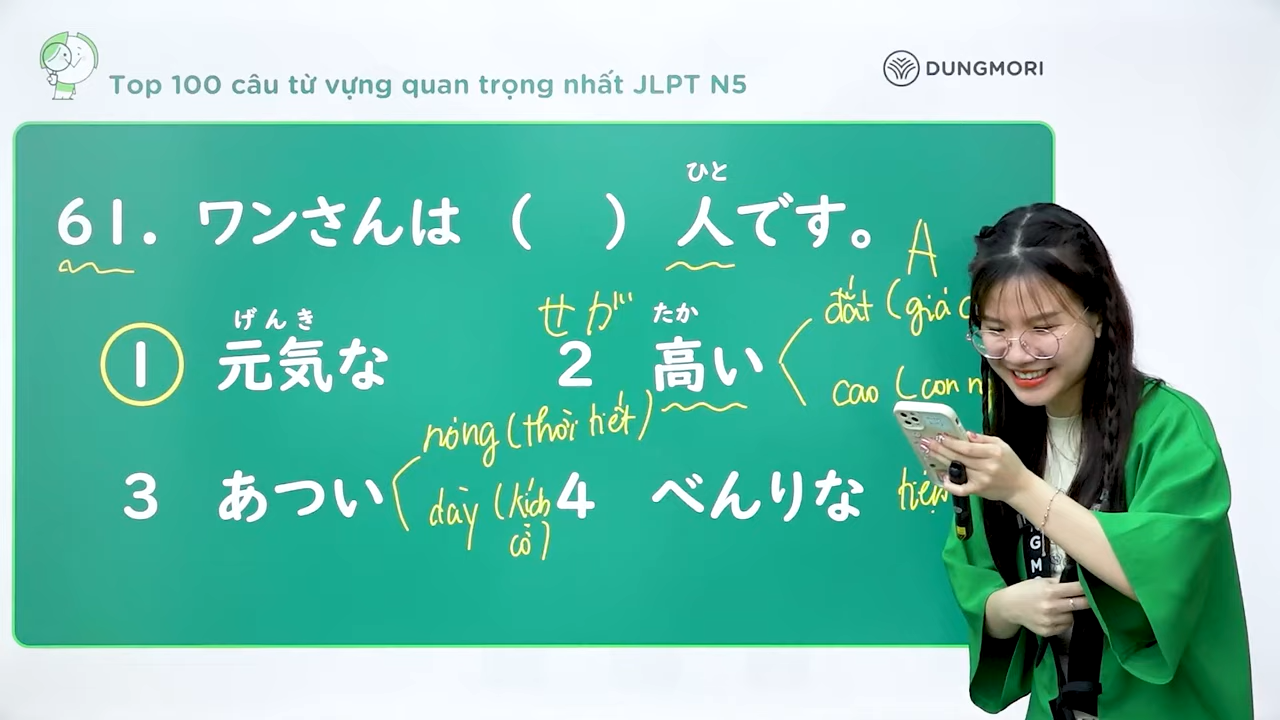 Top 100 câu từ vựng quan trọng nhất JLPT N5
DUNGMORI
ひと
61. ワンさんは ( ) 人です。
A
げんき
1 元気な
せが
たか
2 高い
đắt (giá
cao (con
nóng (thời tiết)
3 あつい
dày (kích
cỡ)
4 べんりな
GM